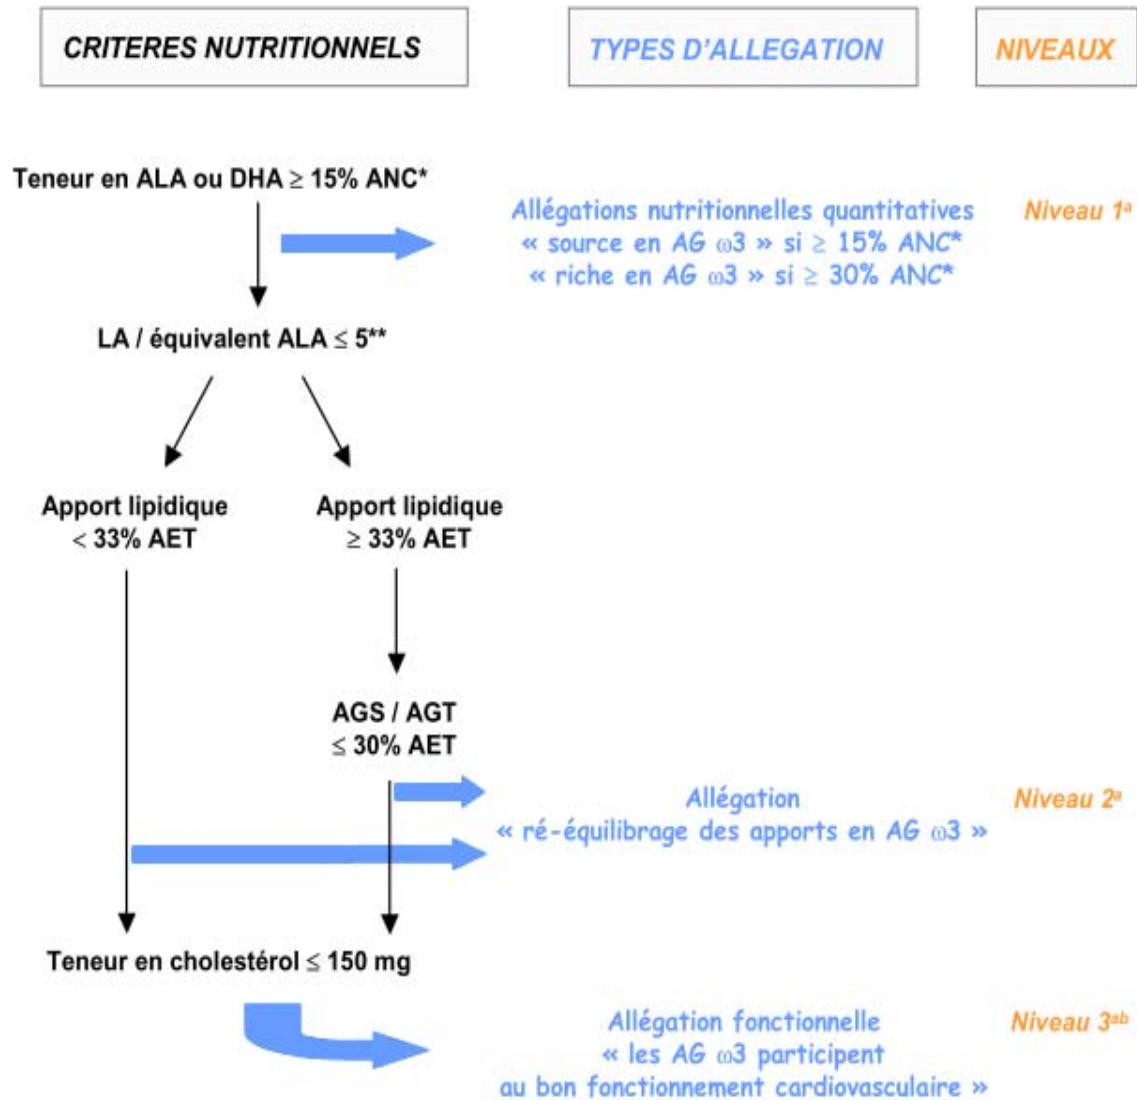 CRITERES NUTRITIONNELS
TYPES D'ALLEGATION
NIVEAUX
Teneur en ALA ou DHA ≥ 15% ANC*
Allégations nutritionnelles quantitatives
« source en AG ω3 » si ≥ 15% ANC*
« riche en AG ω3 » si ≥ 30% ANC*
Niveau 1ᵃ
LA / équivalent ALA ≤ 5**
Apport lipidique
< 33% AET
Apport lipidique
≥ 33% AET
AGS / AGT
≤ 30% AET
Allégation
« ré-équilibrage des apports en AG ω3 »
Niveau 2ᵃ
Teneur en cholestérol ≤ 150 mg
Allégation fonctionnelle
« les AG ω3 participent
au bon fonctionnement cardiovasculaire »
Niveau 3ᵃᵇ